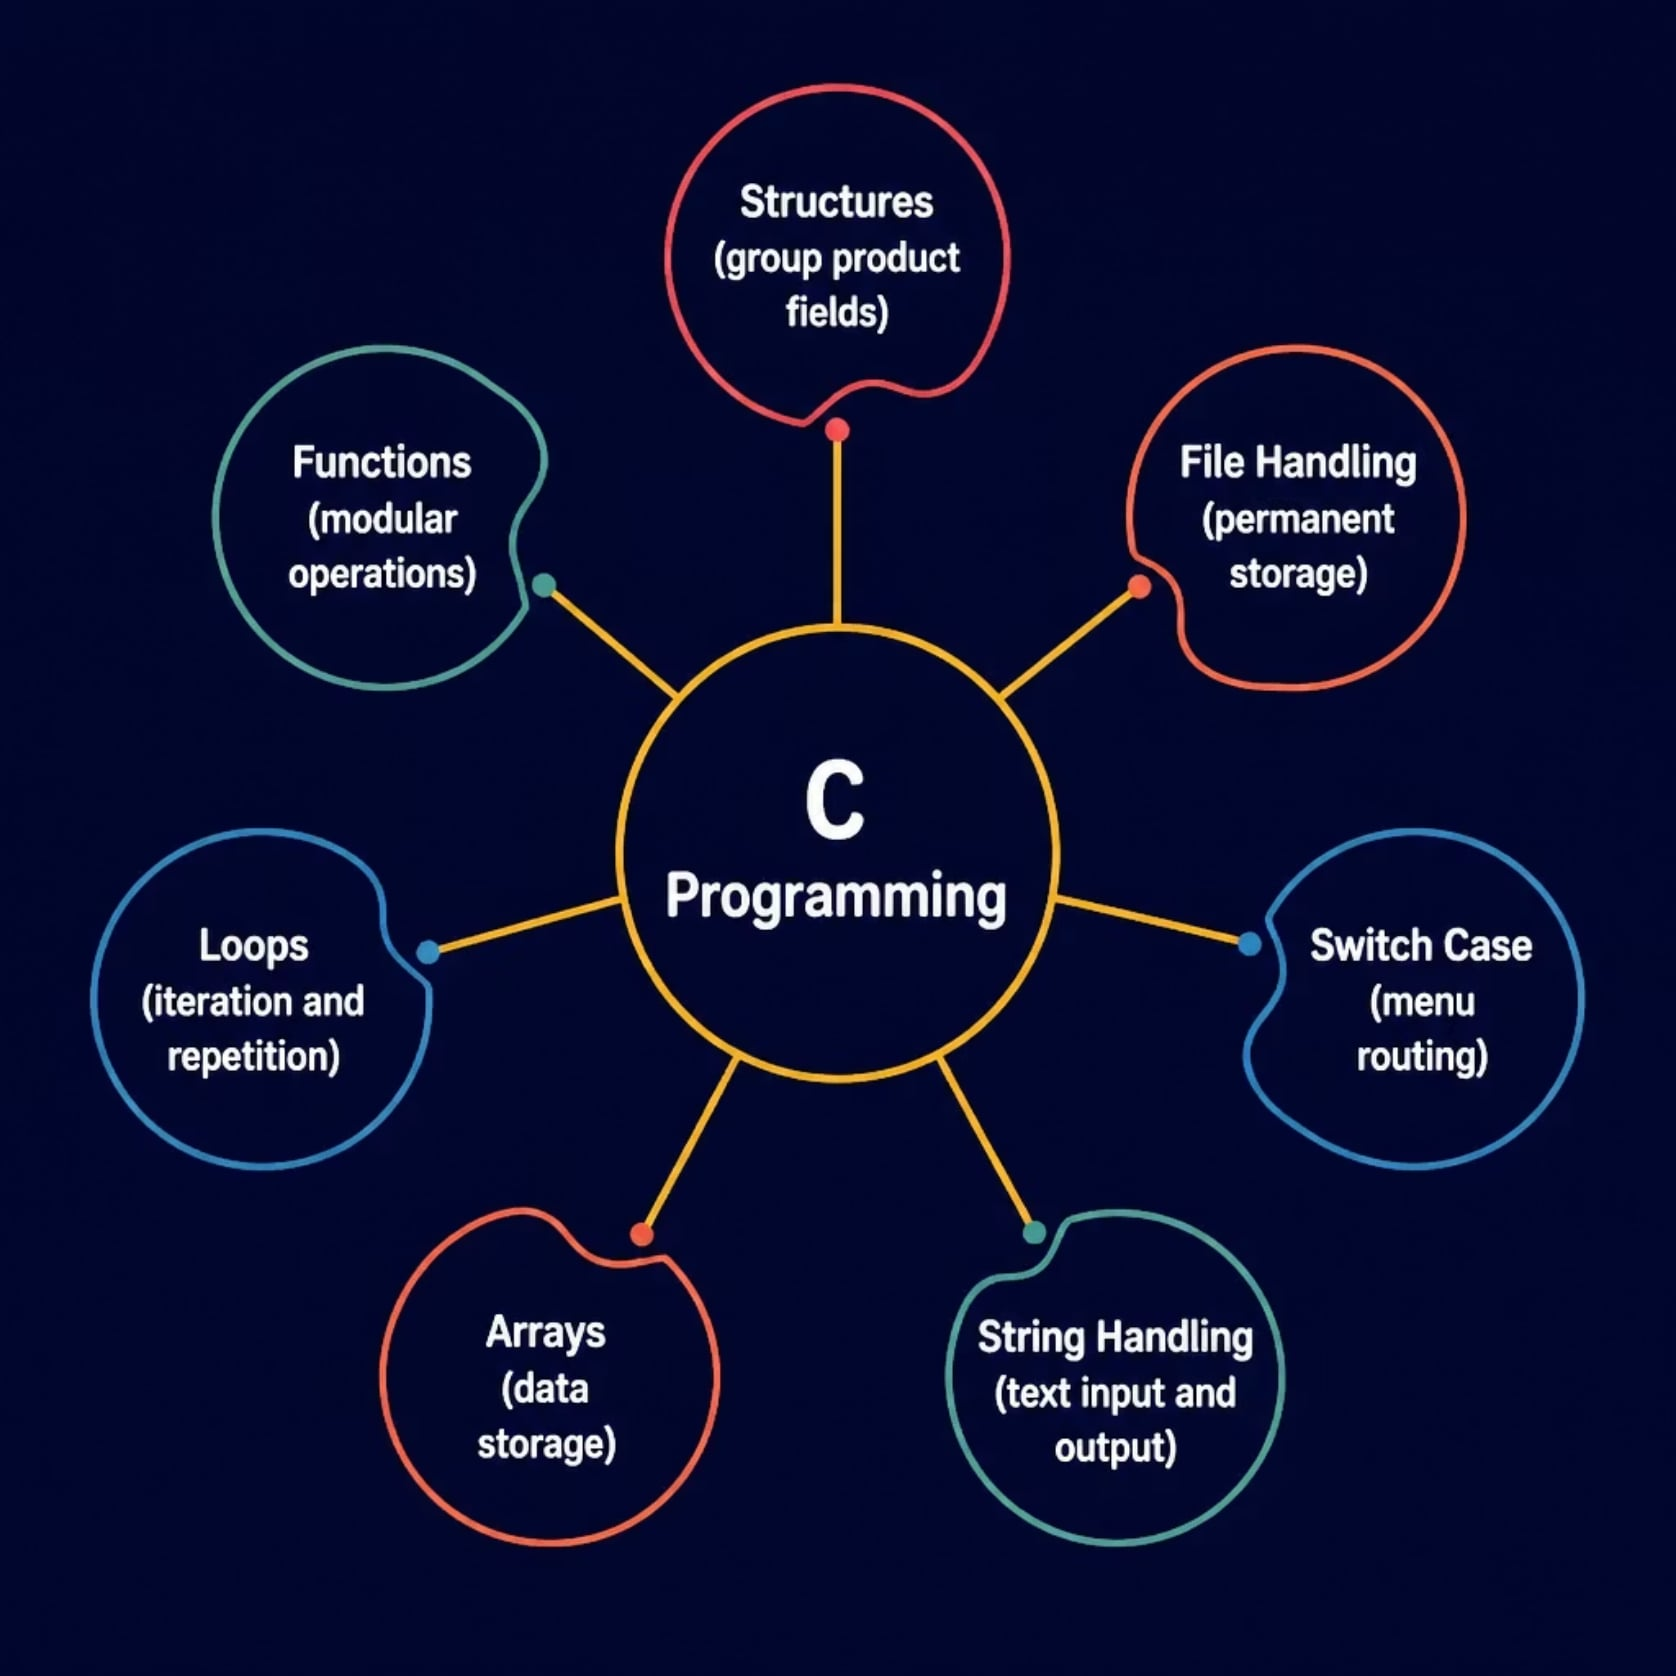 Structures
(group product
fields)
Functions
(modular
operations)
File Handling
(permanent
storage)
C
Programming
Loops
(iteration and
repetition)
Switch Case
(menu
routing)
Arrays
(data
storage)
String Handling
(text input and
output)